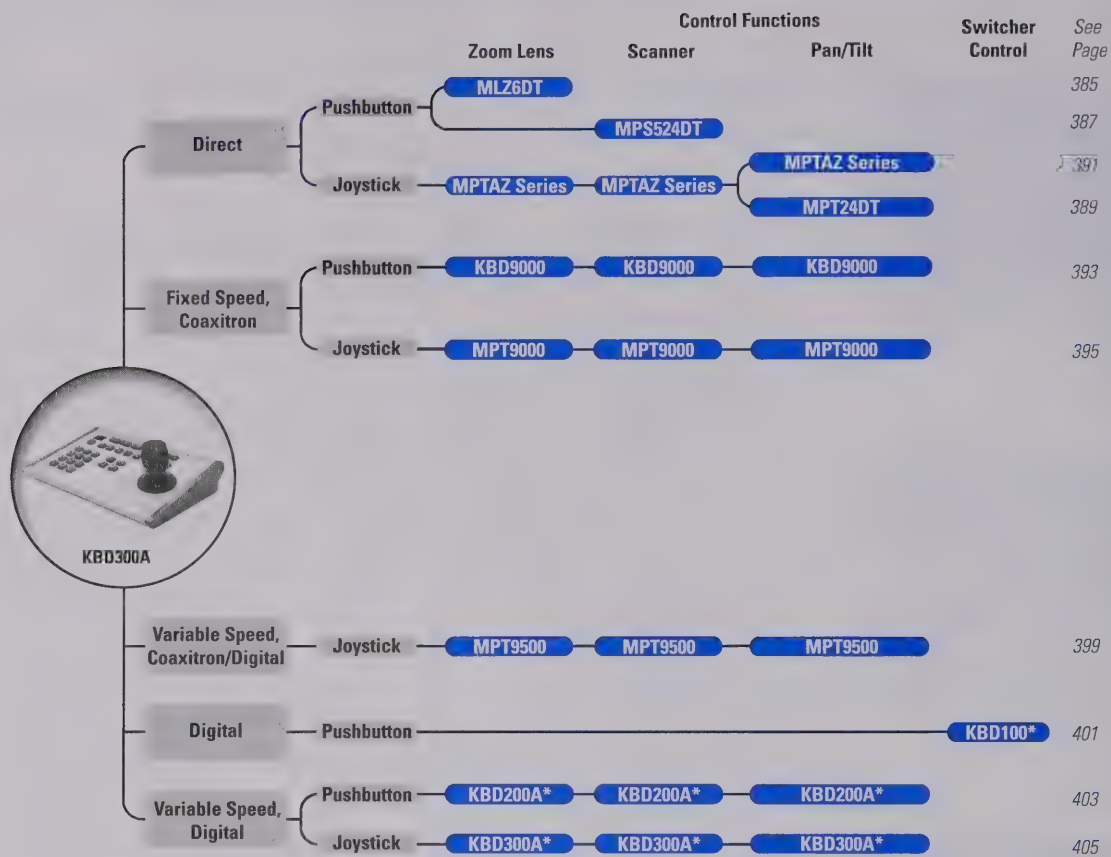 Control Functions
Switcher Control
See Page
Zoom Lens
Scanner
Pan/Tilt
Direct
Pushbutton
MLZ6DT
385
MPS524DT
387
Joystick
MPTAZ Series
MPTAZ Series
MPTAZ Series
391
MPT24DT
389
Fixed Speed,
Coaxitron
Pushbutton
KBD9000
KBD9000
KBD9000
393
Joystick
MPT9000
MPT9000
MPT9000
395
KBD300A
Variable Speed,
Coaxitron/Digital
Joystick
MPT9500
MPT9500
MPT9500
399
Digital
Pushbutton
KBD100*
401
Variable Speed,
Digital
Pushbutton
KBD200A*
KBD200A*
KBD200A*
403
Joystick
KBD300A*
KBD300A*
KBD300A*
405